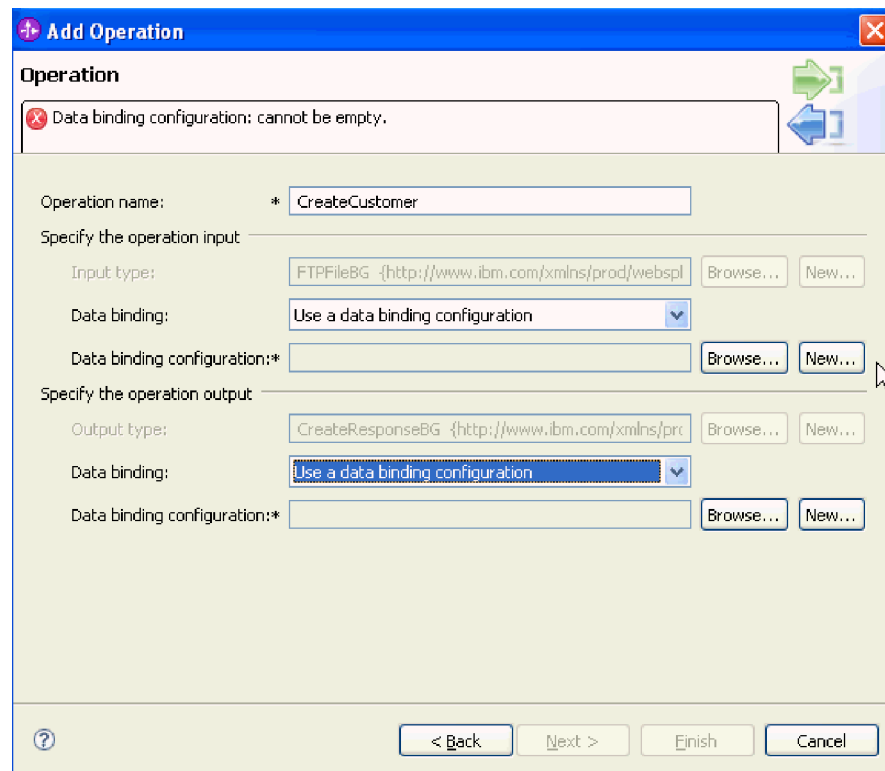 Add Operation
Operation
Data binding configuration: cannot be empty.
Operation name: * CreateCustomer
Specify the operation input
Input type: FTPFileBG {http://www.ibm.com/xmlns/prod/webspl Browse... New...
Data binding: Use a data binding configuration
Data binding configuration:* Browse... New...
Specify the operation output
Output type: CreateResponseBG {http://www.ibm.com/xmlns/pro Browse... New...
Data binding: Use a data binding configuration
Data binding configuration:* Browse... New...
? < Back Next > Finish Cancel